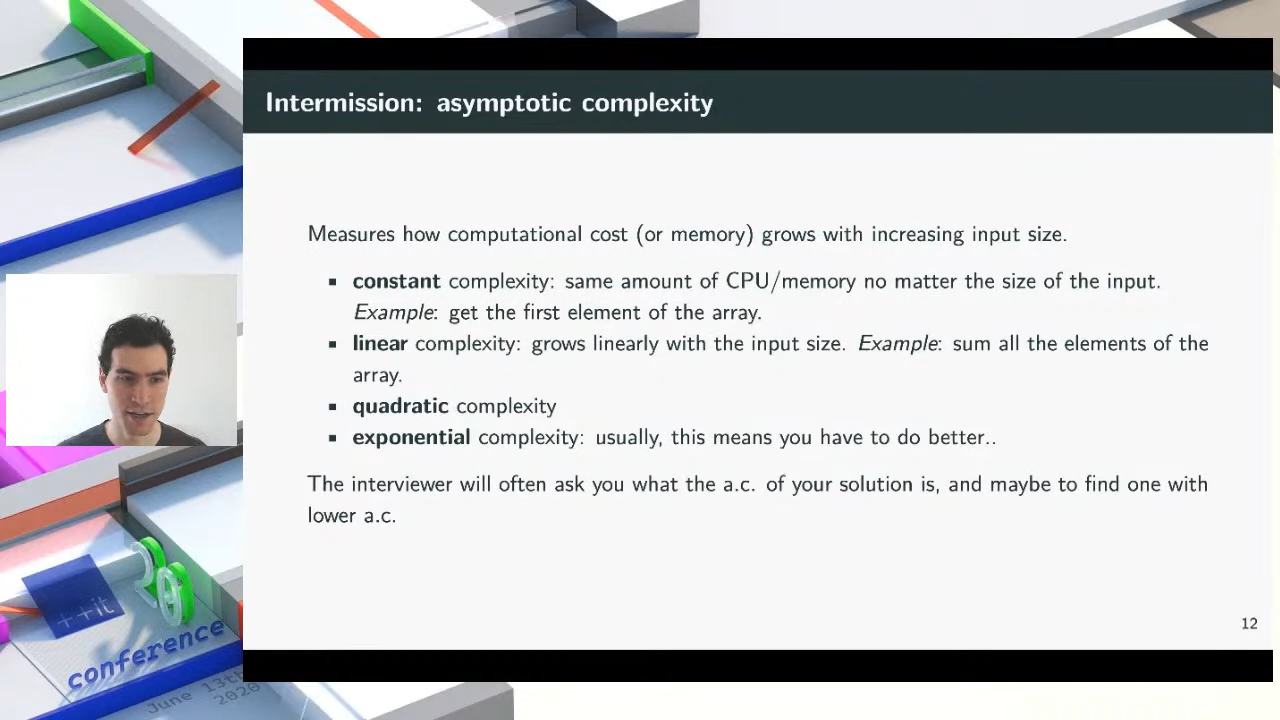 Intermission: asymptotic complexity
Measures how computational cost (or memory) grows with increasing input size.
▪ constant complexity: same amount of CPU/memory no matter the size of the input.
Example: get the first element of the array.
▪ linear complexity: grows linearly with the input size. Example: sum all the elements of the
array.
▪ quadratic complexity
▪ exponential complexity: usually, this means you have to do better..
The interviewer will often ask you what the a.c. of your solution is, and maybe to find one with
lower a.c.
12
++it
20
conference
June 13th
2020